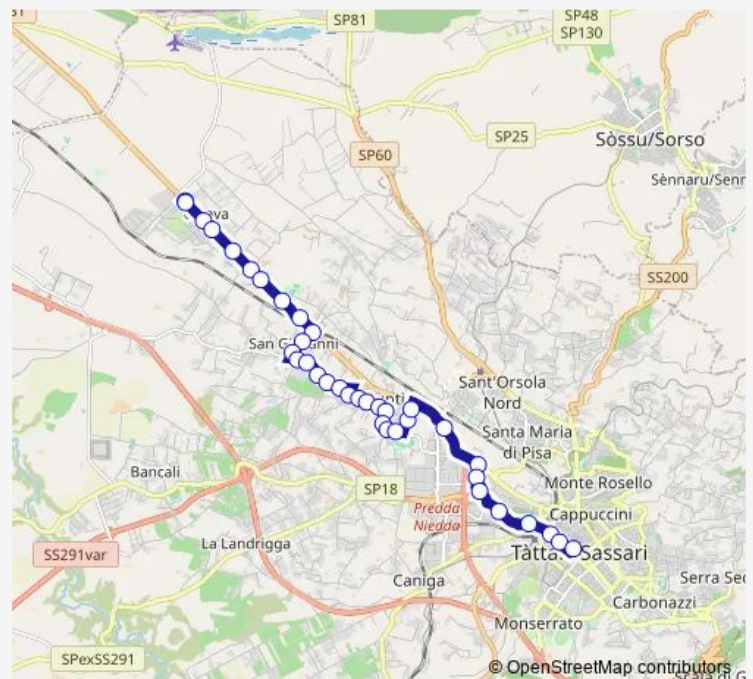 SP81
SP48
SP130
SP25
Sòssu/Sorso
SP60
SS200
San Giovanni
Sant'Orsola
Nord
Santa Maria
di Pisa
Bancali
Monte Rosello
SP18
Predda
Niedda
Cappuccini
La Landrigga
SS291var
Sassari
Caniga
Serra
Carbonazzi
Monserrato
SPexSS291
© OpenStreetMap contributors